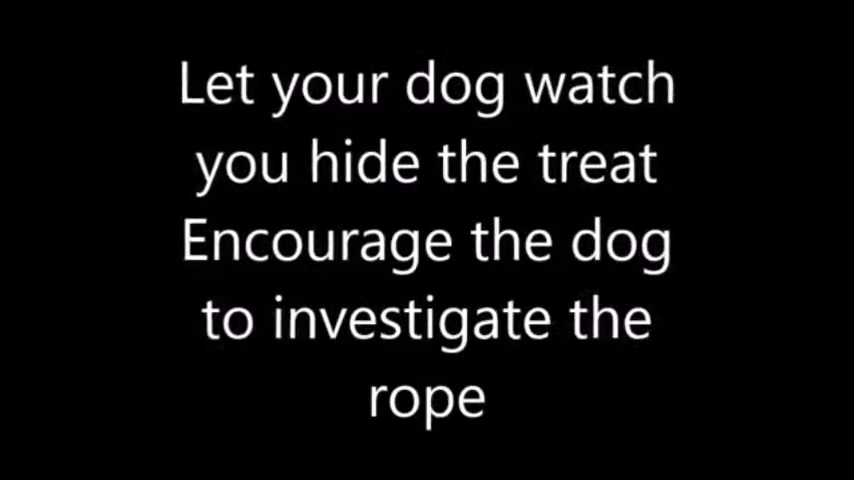 Let your dog watch
you hide the treat
Encourage the dog
to investigate the
rope